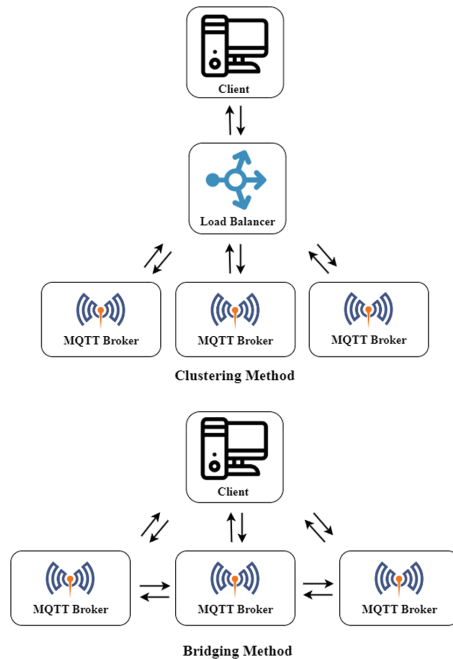 Client
Load Balancer
MQTT Broker MQTT Broker MQTT Broker
Clustering Method
Client
MQTT Broker MQTT Broker MQTT Broker
Bridging Method